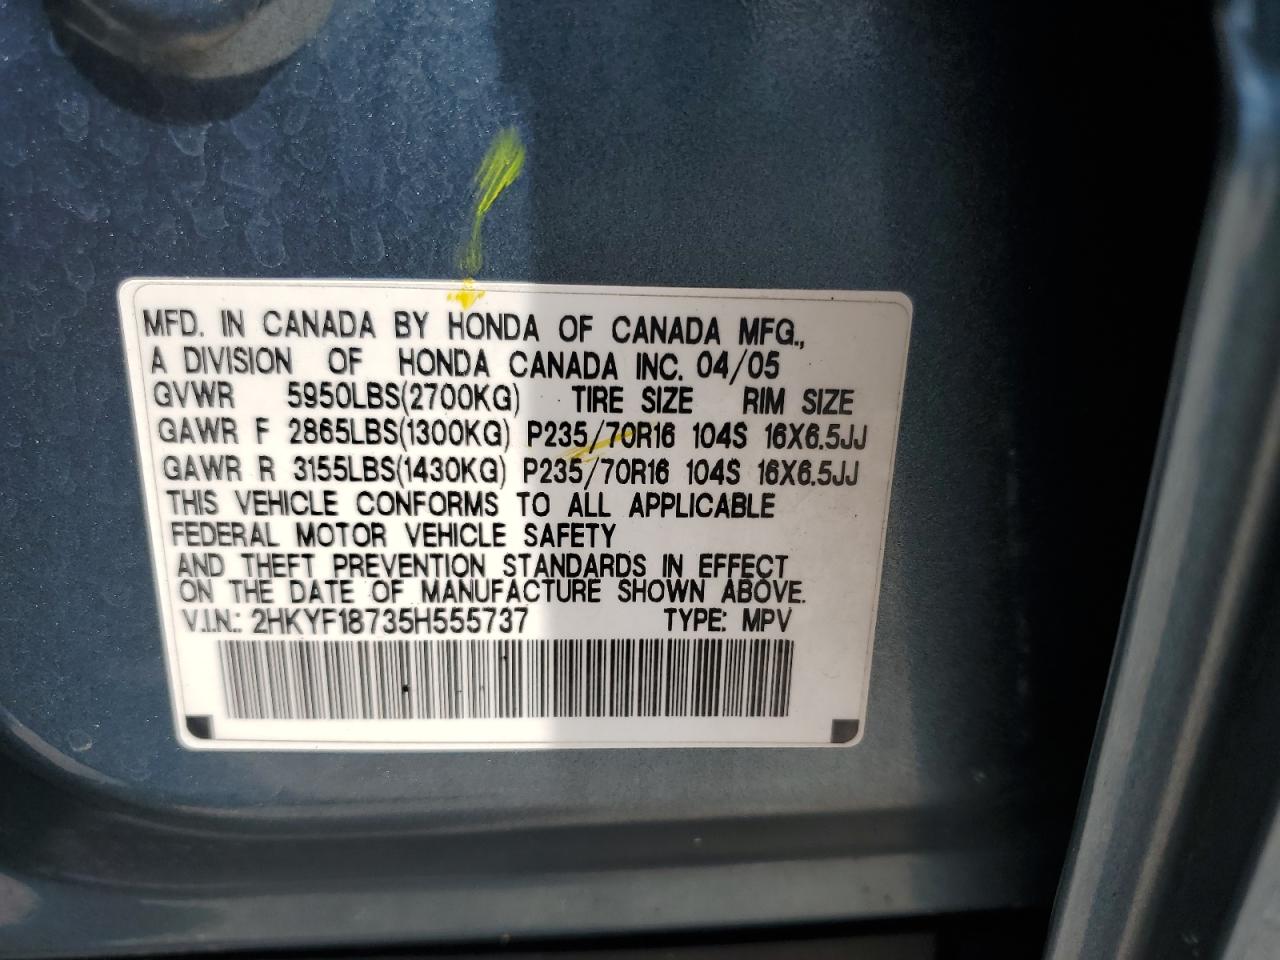 MFD. IN CANADA BY HONDA OF CANADA MFG.,
A DIVISION OF HONDA CANADA INC. 04/05
GVWR 5950LBS(2700KG) TIRE SIZE RIM SIZE
GAWR F 2865LBS(1300KG) P235/70R16 104S 16X6.5JJ
GAWR R 3155LBS(1430KG) P235/70R16 104S 16X6.5JJ
THIS VEHICLE CONFORMS TO ALL APPLICABLE
FEDERAL MOTOR VEHICLE SAFETY
AND THEFT PREVENTION STANDARDS IN EFFECT
ON THE DATE OF MANUFACTURE SHOWN ABOVE.
V.I.N.: 2HKYF18735H555737 TYPE: MPV